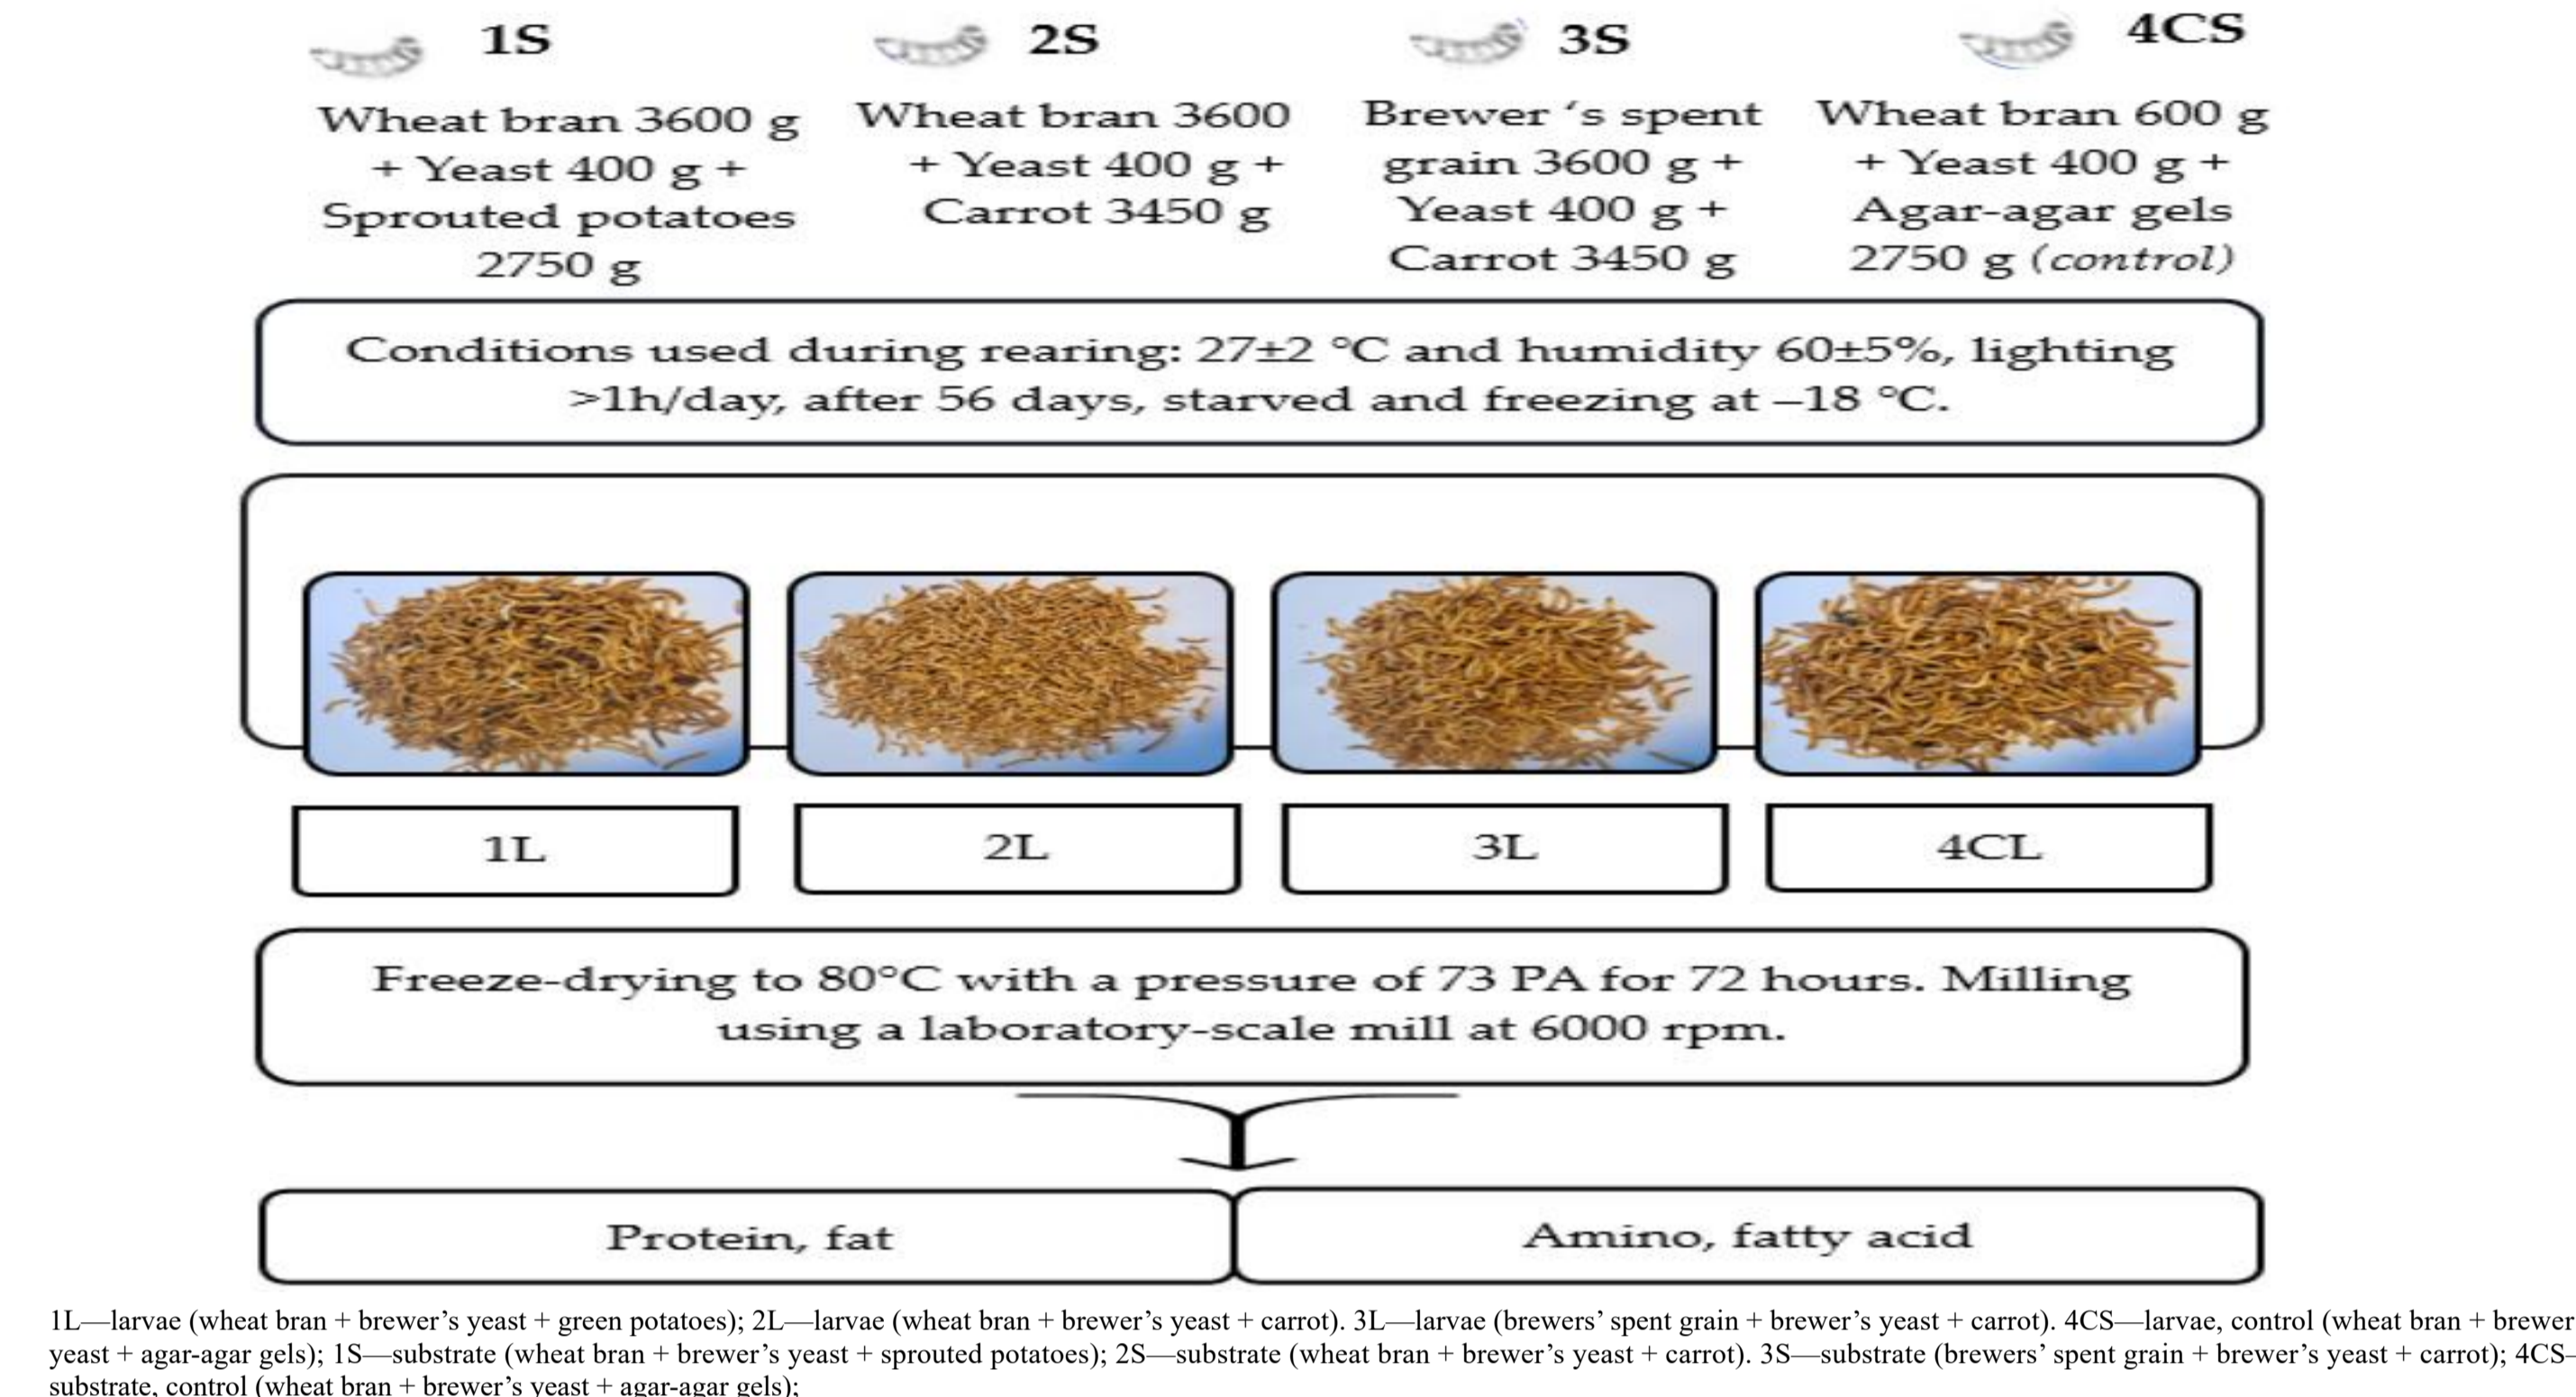 1S
Wheat bran 3600 g
+ Yeast 400 g +
Sprouted potatoes
2750 g
2S
Wheat bran 3600
+ Yeast 400 g +
Carrot 3450 g
3S
Brewer ‘s spent
grain 3600 g +
Yeast 400 g +
Carrot 3450 g
4CS
Wheat bran 600 g
+ Yeast 400 g +
Agar-agar gels
2750 g (control)
Conditions used during rearing: 27±2 °C and humidity 60±5%, lighting
>1h/day, after 56 days, starved and freezing at –18 °C.
1L
2L
3L
4CL
Freeze-drying to 80°C with a pressure of 73 PA for 72 hours. Milling
using a laboratory-scale mill at 6000 rpm.
Protein, fat
Amino, fatty acid
1L—larvae (wheat bran + brewer’s yeast + green potatoes); 2L—larvae (wheat bran + brewer’s yeast + carrot). 3L—larvae (brewers’ spent grain + brewer’s yeast + carrot). 4CS—larvae, control (wheat bran + brewer
yeast + agar-agar gels); 1S—substrate (wheat bran + brewer’s yeast + sprouted potatoes); 2S—substrate (wheat bran + brewer’s yeast + carrot). 3S—substrate (brewers’ spent grain + brewer’s yeast + carrot); 4CS—
substrate, control (wheat bran + brewer’s yeast + agar-agar gels);